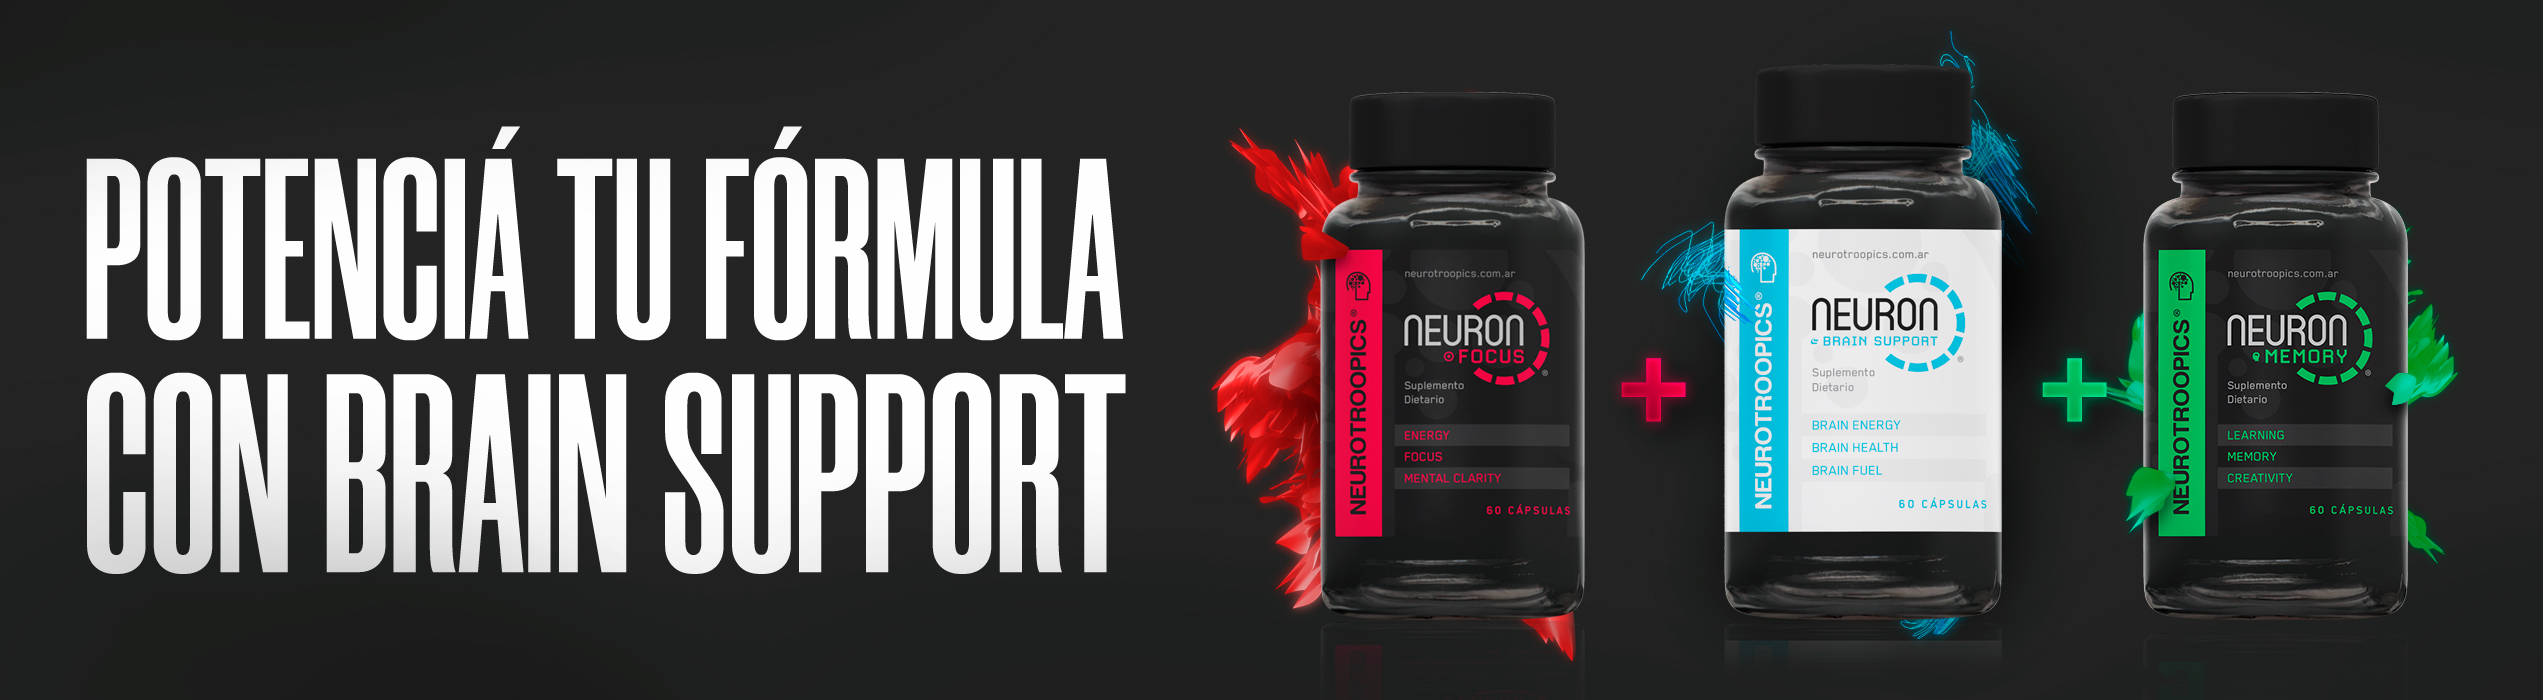 POTENCIÁ TU FÓRMULA
CON BRAIN SUPPORT
NEUROTROOPICS®
neurotroopics.com.ar
NEURON
FOCUS
®
Suplemento
Dietario
ENERGY
FOCUS
MENTAL CLARITY
60 CÁPSULAS
+
NEUROTROOPICS®
neurotroopics.com.ar
NEURON
BRAIN SUPPORT
®
Suplemento
Dietario
BRAIN ENERGY
BRAIN HEALTH
BRAIN FUEL
60 CÁPSULAS
+
NEUROTROOPICS®
neurotroopics.com.ar
NEURON
MEMORY
®
Suplemento
Dietario
LEARNING
MEMORY
CREATIVITY
60 CÁPSULAS